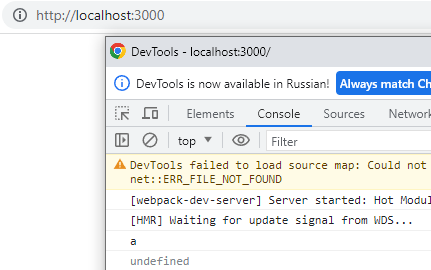 http://localhost:3000
DevTools - localhost:3000/
DevTools is now available in Russian! Always match Ch
Elements Console Sources Network
top Filter
DevTools failed to load source map: Could not
net::ERR_FILE_NOT_FOUND
[webpack-dev-server] Server started: Hot Modul
[HMR] Waiting for update signal from WDS...
a
undefined